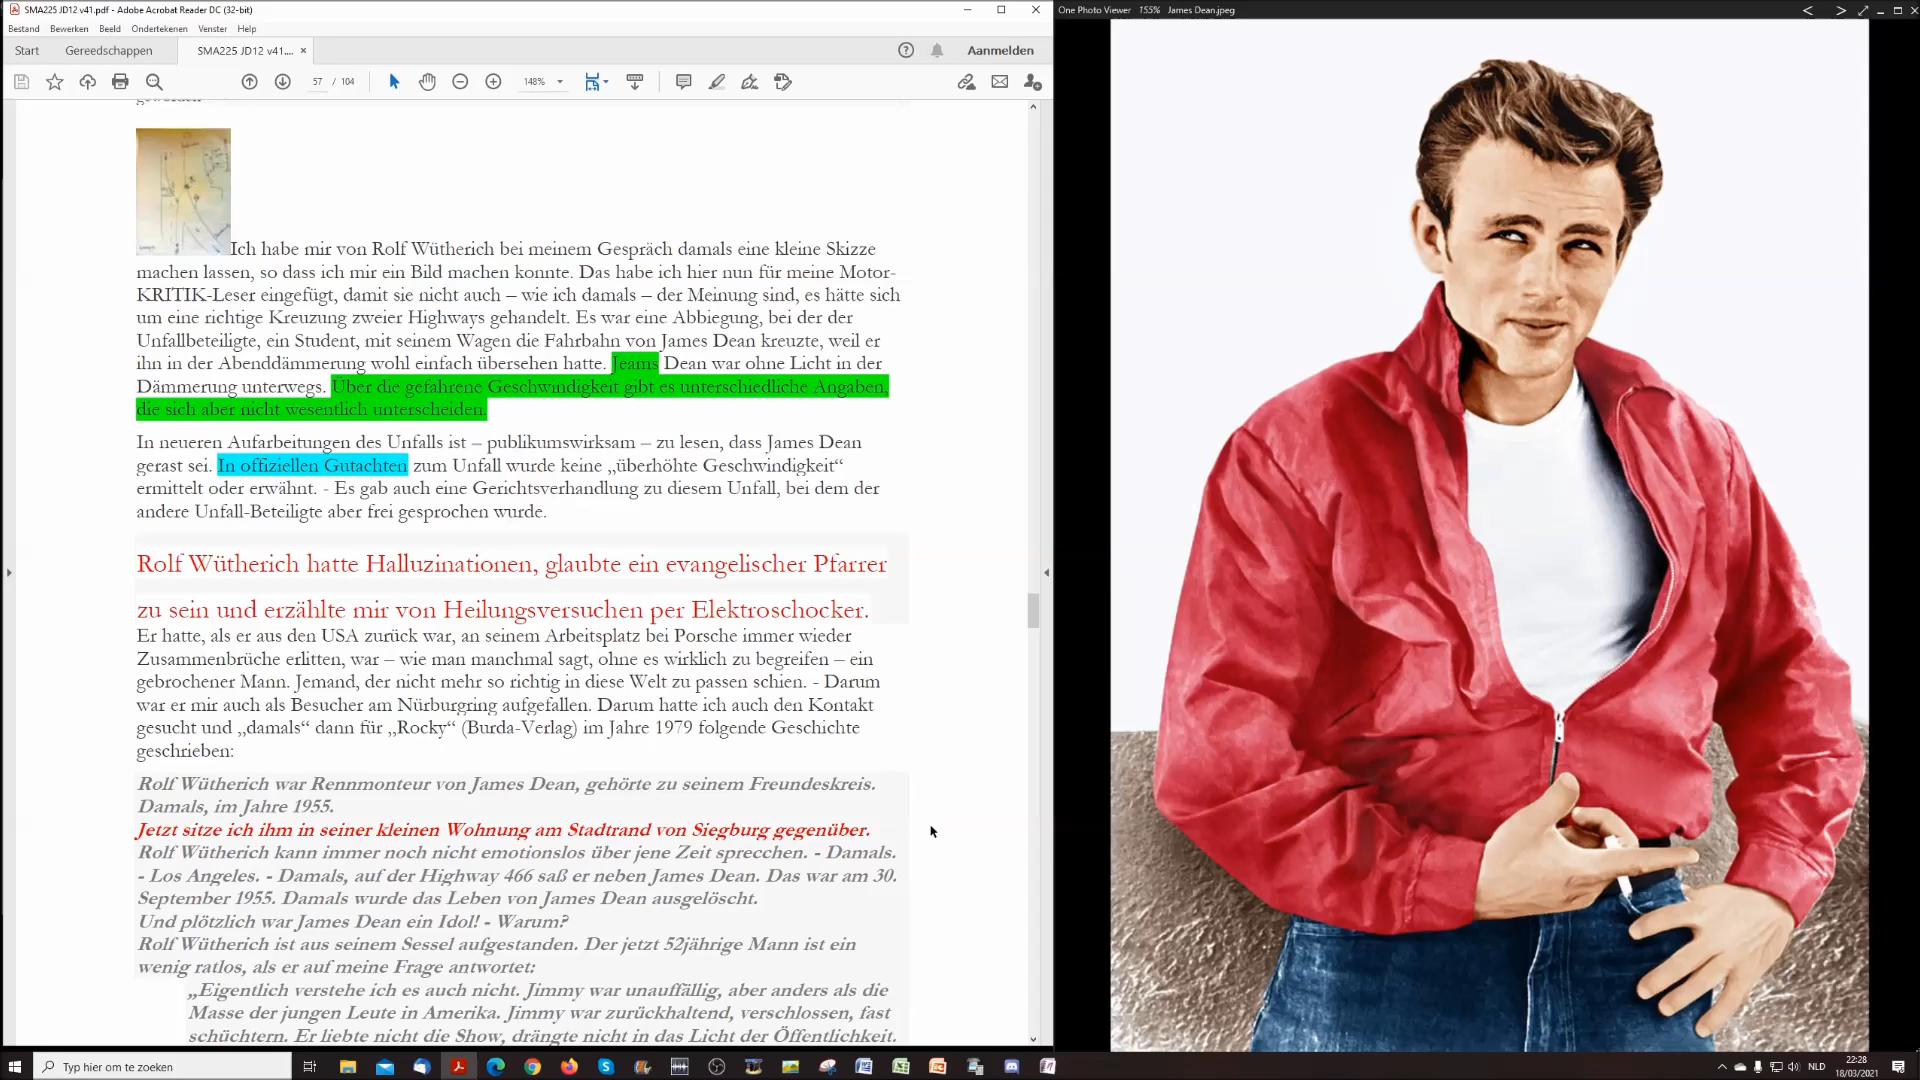 SMA225 JD12 v41.pdf - Adobe Acrobat Reader DC (32-bit)
Bestand Bewerken Beeld Ondertekenen Venster Help
Start Gereedschappen SMA225 JD12 v41....
Aanmelden
57 / 104
148%
One Photo Viewer 155% James Dean.jpeg
geworden
Ich habe mir von Rolf Wütherich bei meinem Gespräch damals eine kleine Skizze
machen lassen, so dass ich mir ein Bild machen konnte. Das habe ich hier nun für meine Motor-
KRITIK-Leser eingefügt, damit sie nicht auch – wie ich damals – der Meinung sind, es hätte sich
um eine richtige Kreuzung zweier Highways gehandelt. Es war eine Abbiegung, bei der der
Unfallbeteiligte, ein Student, mit seinem Wagen die Fahrbahn von James Dean kreuzte, weil er
ihn in der Abenddämmerung wohl einfach übersehen hatte. Jeams Dean war ohne Licht in der
Dämmerung unterwegs. Über die gefahrene Geschwindigkeit gibt es unterschiedliche Angaben,
die sich aber nicht wesentlich unterscheiden.
In neueren Aufarbeitungen des Unfalls ist – publikumswirksam – zu lesen, dass James Dean
gerast sei. In offiziellen Gutachten zum Unfall wurde keine „überhöhte Geschwindigkeit“
ermittelt oder erwähnt. - Es gab auch eine Gerichtsverhandlung zu diesem Unfall, bei dem der
andere Unfall-Beteiligte aber frei gesprochen wurde.
Rolf Wütherich hatte Halluzinationen, glaubte ein evangelischer Pfarrer
zu sein und erzählte mir von Heilungsversuchen per Elektroschocker.
Er hatte, als er aus den USA zurück war, an seinem Arbeitsplatz bei Porsche immer wieder
Zusammenbrüche erlitten, war – wie man manchmal sagt, ohne es wirklich zu begreifen – ein
gebrochener Mann. Jemand, der nicht mehr so richtig in diese Welt zu passen schien. - Darum
war er mir auch als Besucher am Nürburgring aufgefallen. Darum hatte ich auch den Kontakt
gesucht und „damals“ dann für „Rocky“ (Burda-Verlag) im Jahre 1979 folgende Geschichte
geschrieben:
Rolf Wütherich war Rennmonteur von James Dean, gehörte zu seinem Freundeskreis.
Damals, im Jahre 1955.
Jetzt sitze ich ihm in seiner kleinen Wohnung am Stadtrand von Siegburg gegenüber.
Rolf Wütherich kann immer noch nicht emotionslos über jene Zeit sprecchen. - Damals.
- Los Angeles. - Damals, auf der Highway 466 saß er neben James Dean. Das war am 30.
September 1955. Damals wurde das Leben von James Dean ausgelöscht.
Und plötzlich war James Dean ein Idol! - Warum?
Rolf Wütherich ist aus seinem Sessel aufgestanden. Der jetzt 52jährige Mann ist ein
wenig ratlos, als er auf meine Frage antwortet:
„Eigentlich verstehe ich es auch nicht. Jimmy war unauffällig, aber anders als die
Masse der jungen Leute in Amerika. Jimmy war zurückhaltend, verschlossen, fast
schüchtern. Er liebte nicht die Show, drängte nicht in das Licht der Öffentlichkeit.
Typ hier om te zoeken
NLD
22:28
18/03/2021